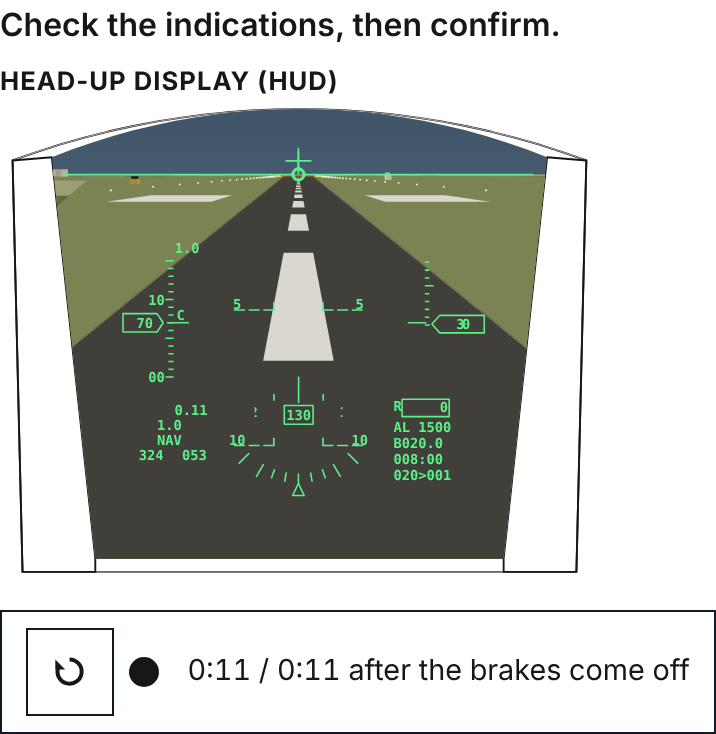 Check the indications, then confirm.
HEAD-UP DISPLAY (HUD)
1.0
10
C
70
00
5 5
30
0.11
1.0
NAV
324 053
130
10 10
R 0
AL 1500
B020.0
008:00
020>001
0:11 / 0:11 after the brakes come off